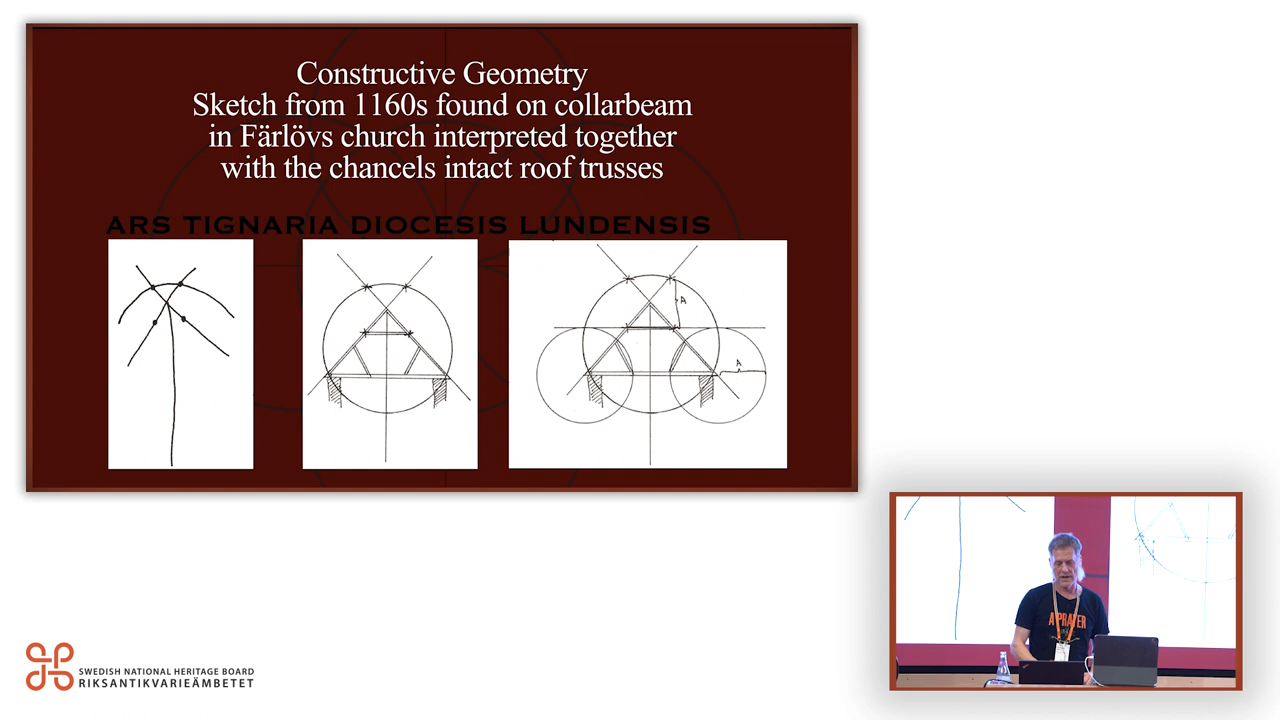 Constructive Geometry
Sketch from 1160s found on collarbeam
in Färlövs church interpreted together
with the chancels intact roof trusses
ARS TIGNARIA DIOCESIS LUNDENSIS
A
A
A PRAYER
SWEDISH NATIONAL HERITAGE BOARD
RIKSANTIKVARIEÄMBETET